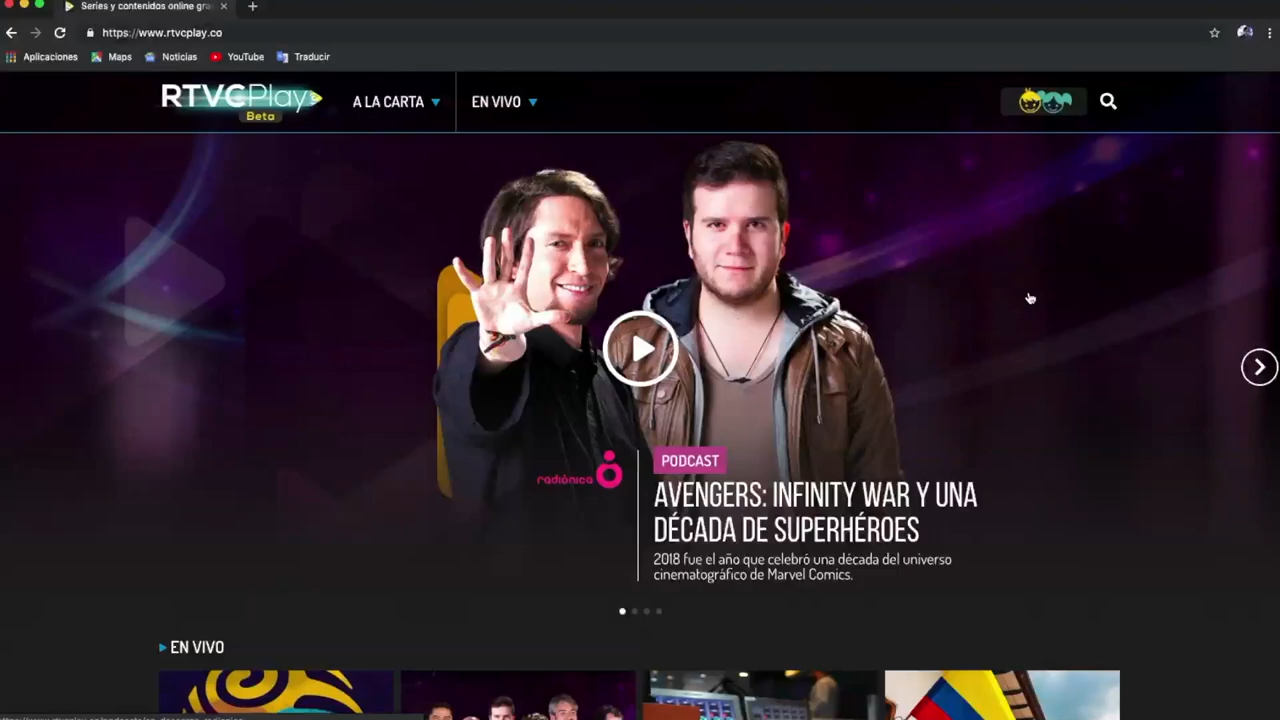 Series y contenidos online gra
https://www.rtvcplay.co
Aplicaciones
Maps
Noticias
YouTube
Traducir
RTVCPlay
Beta
A LA CARTA
EN VIVO
radiónica
PODCAST
AVENGERS: INFINITY WAR Y UNA
DÉCADA DE SUPERHÉROES
2018 fue el año que celebró una década del universo
cinematográfico de Marvel Comics.
EN VIVO